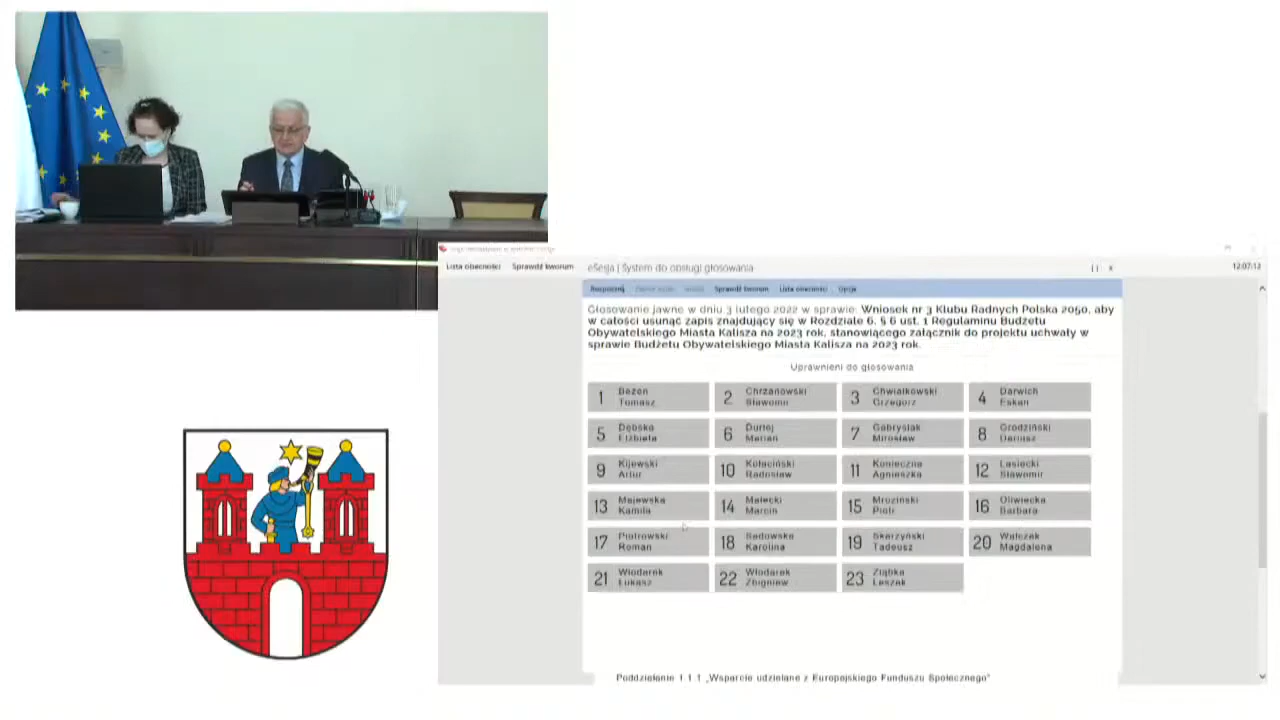 Lista obecności Sprawdź kworum eSesja | System do obsługi głosowania 12:07:13
Rozpocznij Sprawdź kworum Lista obecności Opcje
Głosowanie jawne w dniu 3 lutego 2022 w sprawie: Wniosek nr 3 Klubu Radnych Polska 2050, aby
w całości usunąć zapis znajdujący się w Rozdziale 6. § 6 ust. 1 Regulaminu Budżetu
Obywatelskiego Miasta Kalisza na 2023 rok, stanowiącego załącznik do projektu uchwały w
sprawie Budżetu Obywatelskiego Miasta Kalisza na 2023 rok.
Uprawnieni do głosowania
1 Bezen
Tomasz
2 Chrzanowski
Sławomir
3 Chwiałkowski
Grzegorz
4 Darwich
Eskan
5 Dębska
Elżbieta
6 Durlej
Marian
7 Gabrysiak
Mirosław
8 Grodziński
Dariusz
9 Kijewski
Artur
10 Kołaciński
Radosław
11 Konieczna
Agnieszka
12 Lasiecki
Sławomir
13 Majewska
Kamila
14 Małecki
Marcin
15 Mroziński
Piotr
16 Oliwiecka
Barbara
17 Piotrowski
Roman
18 Sadowska
Karolina
19 Skarżyński
Tadeusz
20 Walczak
Magdalena
21 Włodarek
Łukasz
22 Włodarek
Zbigniew
23 Ziąbka
Leszek
Poddziałanie 1.1.1 „Wsparcie udzielane z Europejskiego Funduszu Społecznego"